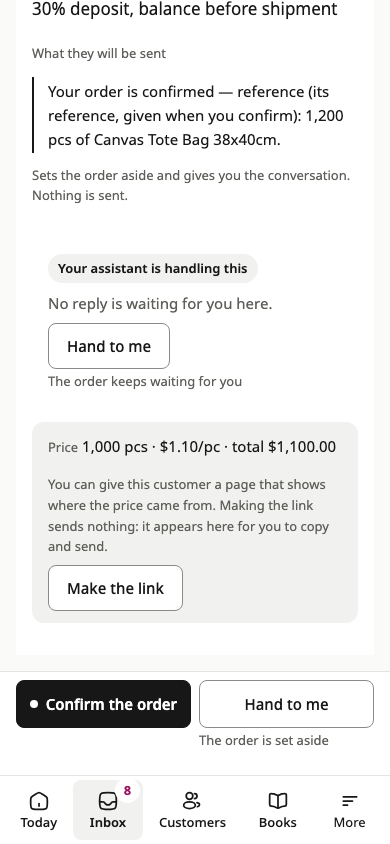 30% deposit, balance before shipment
What they will be sent
Your order is confirmed — reference (its
reference, given when you confirm): 1,200
pcs of Canvas Tote Bag 38x40cm.
Sets the order aside and gives you the conversation.
Nothing is sent.
Your assistant is handling this
No reply is waiting for you here.
Hand to me
The order keeps waiting for you
Price 1,000 pcs · $1.10/pc · total $1,100.00
You can give this customer a page that shows
where the price came from. Making the link
sends nothing: it appears here for you to copy
and send.
Make the link
Confirm the order
Hand to me
The order is set aside
8
Today
Inbox
Customers
Books
More